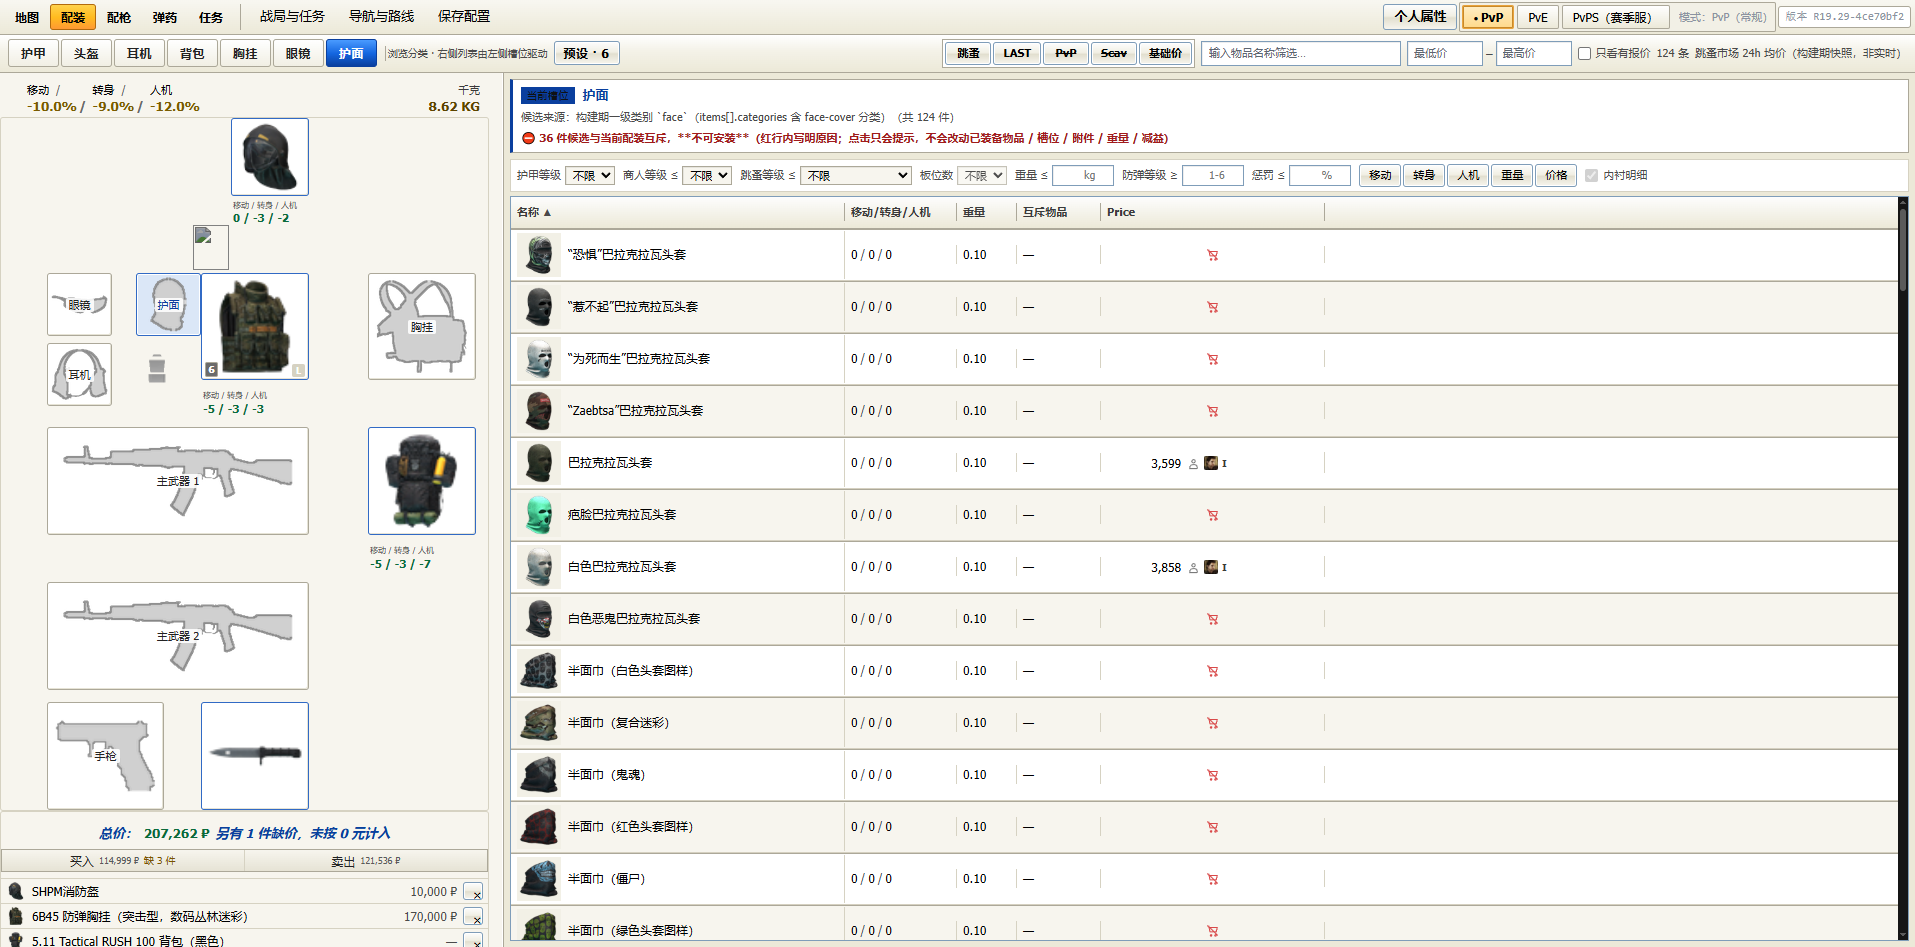 地图 配装 配枪 弹药 任务 战局与任务 导航与路线 保存配置 个人属性 • PvP PvE PvPS（赛季服） 模式：PvP（常规） 版本 R19.29-4ce70bf2
护甲 头盔 耳机 背包 胸挂 眼镜 护面 浏览分类 · 右侧列表由左侧槽位驱动 预设 · 6 跳蚤 LAST PvP Scav 基础价 输入物品名称筛选... 最低价 – 最高价 只看有报价 124 条 跳蚤市场 24h 均价（构建期快照，非实时）
移动 / 转身 / 人机 千克
-10.0% / -9.0% / -12.0% 8.62 KG
移动 / 转身 / 人机
0 / -3 / -2
眼镜 护面 胸挂
耳机 6 L
移动 / 转身 / 人机
-5 / -3 / -3
主武器 1
移动 / 转身 / 人机
-5 / -3 / -7
主武器 2
手枪
总价： 207,262 ₽ 另有 1 件缺价，未按 0 元计入
买入 114,999 ₽ 缺 3 件 卖出 121,536 ₽
SHPM消防盔 10,000 ₽ ×
6B45 防弹胸挂（突击型，数码丛林迷彩） 170,000 ₽ ×
5.11 Tactical RUSH 100 背包（黑色） — ×
当前槽位 护面
候选来源：构建期一级类别 `face`（items[].categories 含 face-cover 分类）（共 124 件）
36 件候选与当前配装互斥，**不可安装**（红行内写明原因；点击只会提示，不会改动已装备物品 / 槽位 / 附件 / 重量 / 减益）
护甲等级 不限 商人等级 ≤ 不限 跳蚤等级 ≤ 不限 板位数 不限 重量 ≤ kg 防弹等级 ≥ 1-6 惩罚 ≤ % 移动 转身 人机 重量 价格 内衬明细
名称 ▲ 移动/转身/人机 重量 互斥物品 Price
“恐惧”巴拉克拉瓦头套 0 / 0 / 0 0.10 —
“惹不起”巴拉克拉瓦头套 0 / 0 / 0 0.10 —
“为死而生”巴拉克拉瓦头套 0 / 0 / 0 0.10 —
“Zaebtsa”巴拉克拉瓦头套 0 / 0 / 0 0.10 —
巴拉克拉瓦头套 0 / 0 / 0 0.10 — 3,599 I
疤脸巴拉克拉瓦头套 0 / 0 / 0 0.10 —
白色巴拉克拉瓦头套 0 / 0 / 0 0.10 — 3,858 I
白色恶鬼巴拉克拉瓦头套 0 / 0 / 0 0.10 —
半面巾（白色头套图样） 0 / 0 / 0 0.10 —
半面巾（复合迷彩） 0 / 0 / 0 0.10 —
半面巾（鬼魂） 0 / 0 / 0 0.10 —
半面巾（红色头套图样） 0 / 0 / 0 0.10 —
半面巾（僵尸） 0 / 0 / 0 0.10 —
半面巾（绿色头套图样） 0 / 0 / 0 0.10 —